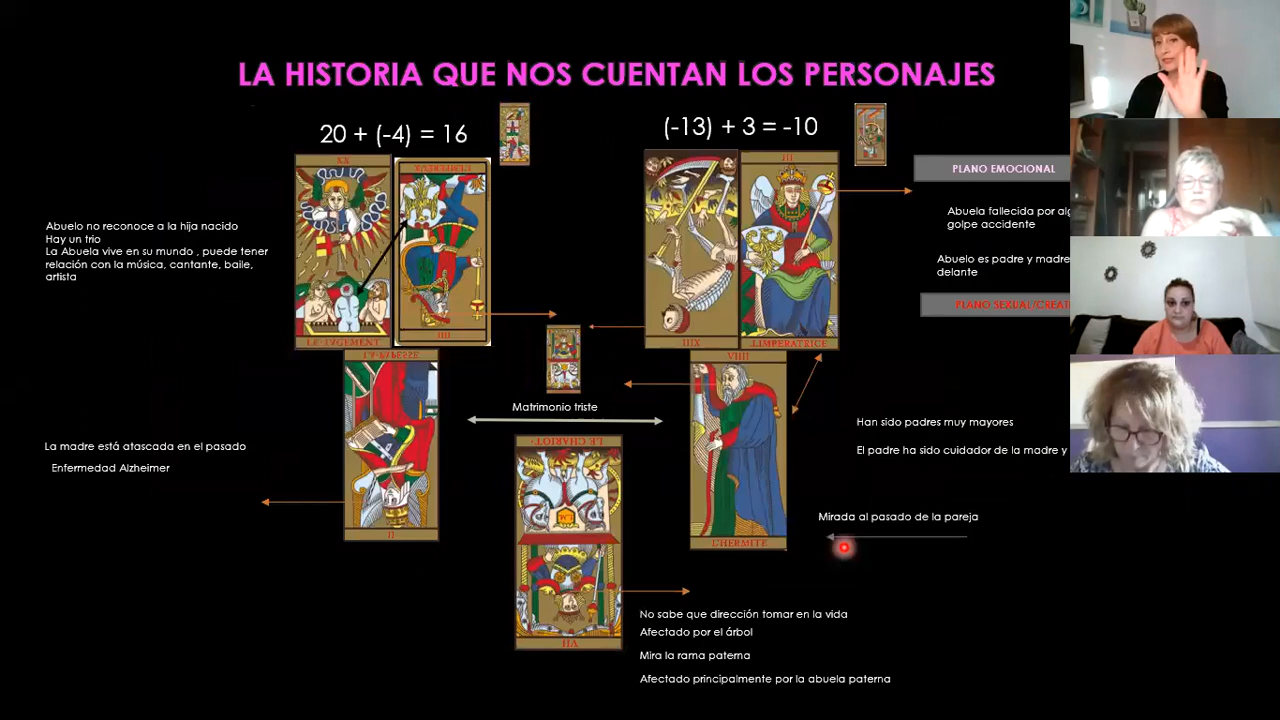 LA HISTORIA QUE NOS CUENTAN LOS PERSONAJES
20 + (-4) = 16
(-13) + 3 = -10
XX
III
PLANO EMOCIONAL
Abuelo no reconoce a la hija nacido
Hay un trio
La Abuela vive en su mundo , puede tener
relación con la música, cantante, baile,
artista
Abuela fallecida por
golpe accidente
Abuelo es padre y madre
delante
PLANO SEXUAL/CREAT
LE JUGEMENT
IIII
XIII
L'IMPERATRICE
LA PAPESSE
VIIII
Matrimonio triste
LE CHARIOT
Han sido padres muy mayores
La madre está atascada en el pasado
El padre ha sido cuidador de la madre y
Enfermedad Alzheimer
Mirada al pasado de la pareja
II
L'HERMITE
No sabe que dirección tomar en la vida
Afectado por el árbol
VII
Mira la rama paterna
Afectado principalmente por la abuela paterna